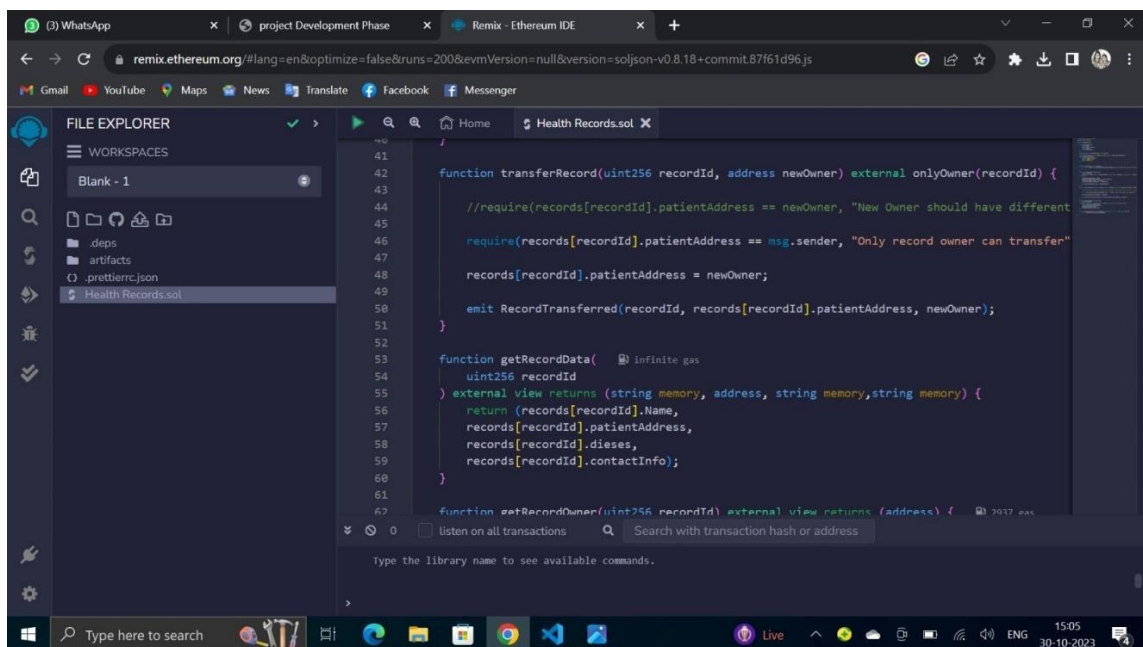 (3) WhatsApp
project Development Phase
Remix - Ethereum IDE
remix.ethereum.org/#lang=en&optimize=false&runs=200&evmVersion=null&version=soljson-v0.8.18+commit.87f61d96.js
Gmail YouTube Maps News Translate Facebook Messenger
FILE EXPLORER
WORKSPACES
Blank - 1
.deps
artifacts
.prettierrc.json
Health Records.sol
Home Health Records.sol
40 }
41
42 function transferRecord(uint256 recordId, address newOwner) external onlyOwner(recordId) {
43
44 //require(records[recordId].patientAddress == newOwner, "New Owner should have different
45
46 require(records[recordId].patientAddress == msg.sender, "Only record owner can transfer"
47
48 records[recordId].patientAddress = newOwner;
49
50 emit RecordTransferred(recordId, records[recordId].patientAddress, newOwner);
51 }
52
53 function getRecordData( infinite gas
54 uint256 recordId
55 ) external view returns (string memory, address, string memory,string memory) {
56 return (records[recordId].Name,
57 records[recordId].patientAddress,
58 records[recordId].dieses,
59 records[recordId].contactInfo);
60 }
61
62 function getRecordOwner(uint256 recordId) external view returns (address) { 2937 gas
0 listen on all transactions Search with transaction hash or address
Type the library name to see available commands.
>
Type here to search
Live
ENG
15:05
30-10-2023
4